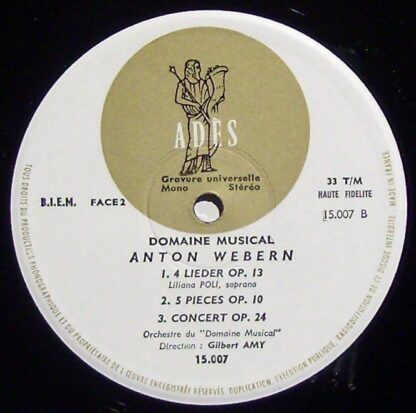 ADÈS
Gravure universelle
Mono Stéréo
B.I.E.M. FACE 2
33 T/M
HAUTE FIDELITE
15.007 B
DOMAINE MUSICAL
ANTON WEBERN
1. 4 LIEDER OP. 13
Liliana POLI, soprano
2. 5 PIECES OP. 10
3. CONCERT OP. 24
Orchestre du "Domaine Musical"
Direction : Gilbert AMY
15.007
TOUS DROITS DU PRODUCTEUR PHONOGRAPHIQUE ET DU PROPRIETAIRE DE L'ŒUVRE ENREGISTRÉE RÉSERVÉS. DUPLICATION, EXÉCUTION PUBLIQUE, RADIODIFFUSION DE CE DISQUE INTERDITE • MADE IN FRANCE